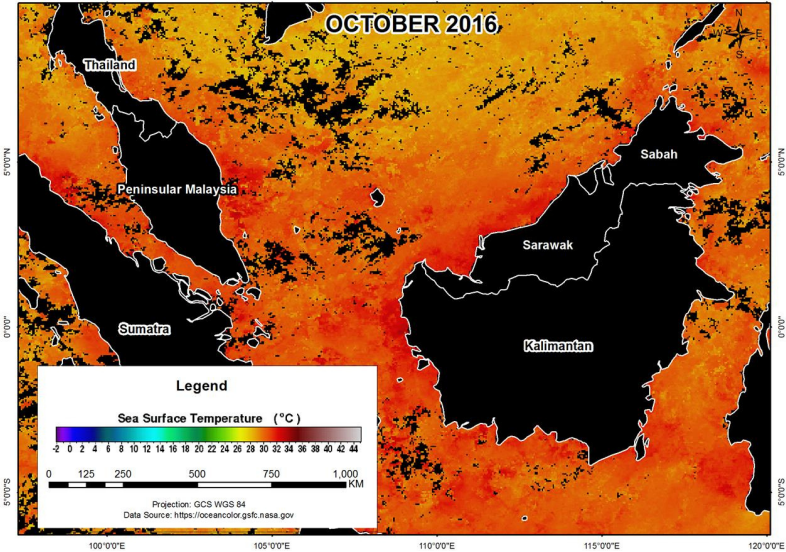 OCTOBER 2016
N
W E
S
Thailand
Peninsular Malaysia
Sabah
Sarawak
Sumatra
Kalimantan
5°0'0"N
0°0'0"
5°0'0"S
5°0'0"N
0°0'0"
5°0'0"S
Legend
Sea Surface Temperature (°C)
-2 0 2 4 6 8 10 12 14 16 18 20 22 24 26 28 30 32 34 36 38 40 42 44
0 125 250 500 750 1,000
KM
Projection: GCS WGS 84
Data Source: https://oceancolor.gsfc.nasa.gov
100°0'0"E 105°0'0"E 110°0'0"E 115°0'0"E 120°0'0"E